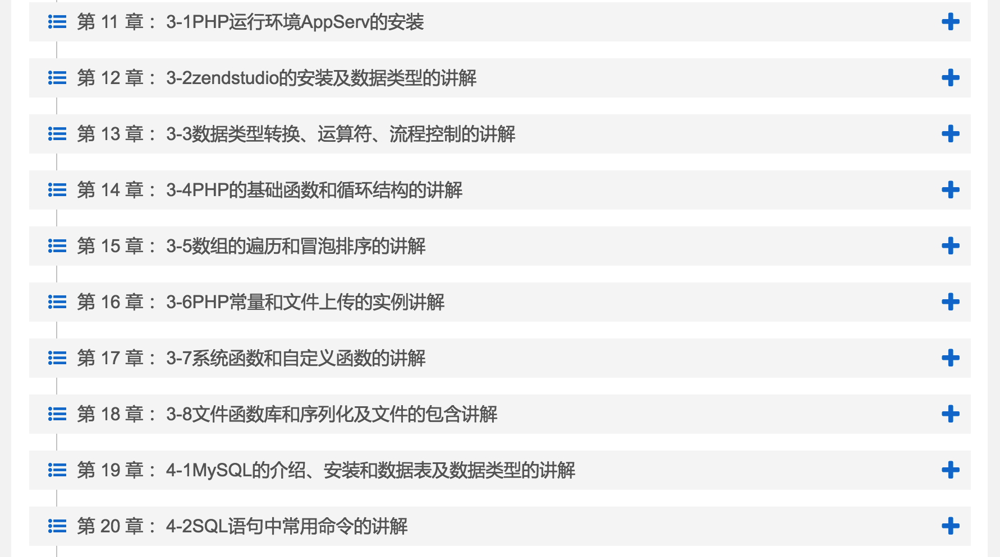 第 11 章： 3-1PHP运行环境AppServ的安装
第 12 章： 3-2zendstudio的安装及数据类型的讲解
第 13 章： 3-3数据类型转换、运算符、流程控制的讲解
第 14 章： 3-4PHP的基础函数和循环结构的讲解
第 15 章： 3-5数组的遍历和冒泡排序的讲解
第 16 章： 3-6PHP常量和文件上传的实例讲解
第 17 章： 3-7系统函数和自定义函数的讲解
第 18 章： 3-8文件函数库和序列化及文件的包含讲解
第 19 章： 4-1MySQL的介绍、安装和数据表及数据类型的讲解
第 20 章： 4-2SQL语句中常用命令的讲解